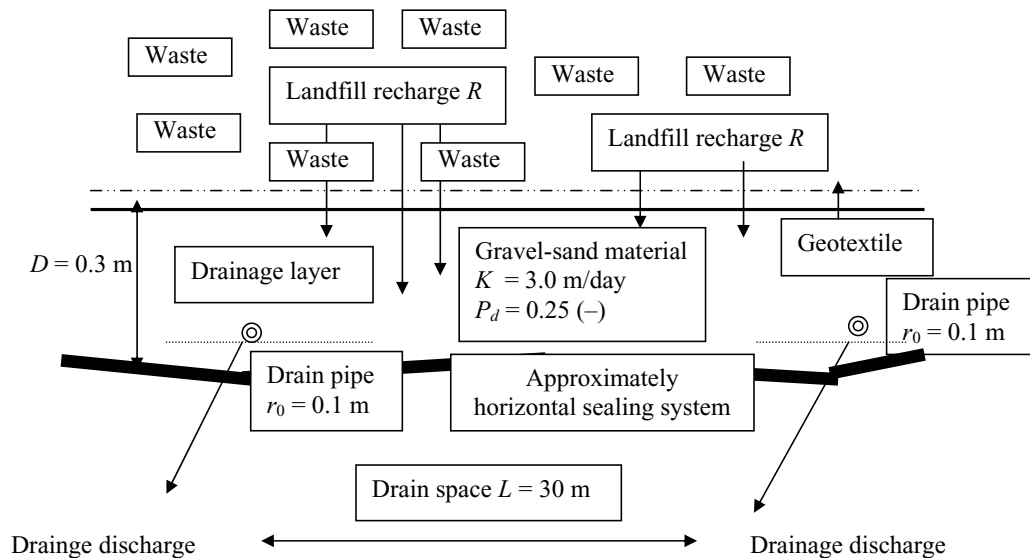 Waste
Waste
Waste
Landfill recharge R
Waste
Waste
Waste
Landfill recharge R
Waste
Waste
D = 0.3 m
Drainage layer
Gravel-sand material
K = 3.0 m/day
P_d = 0.25 (–)
Geotextile
Drain pipe
r_0 = 0.1 m
Drain pipe
r_0 = 0.1 m
Approximately
horizontal sealing system
Drain space L = 30 m
Drainge discharge
Drainage discharge